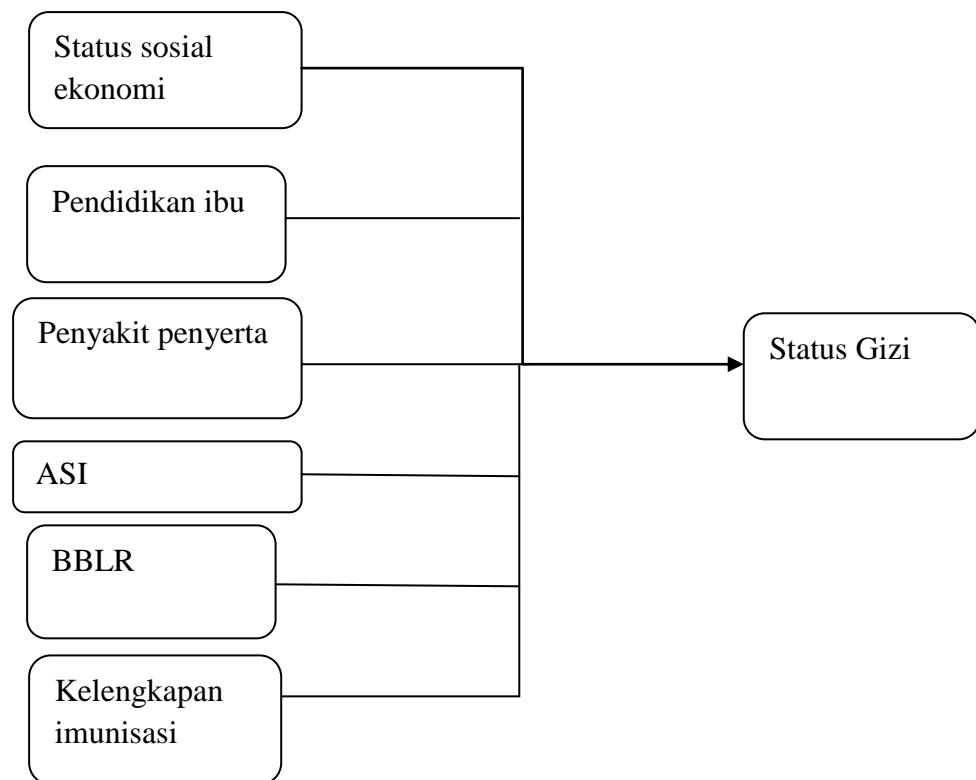 Status sosial
ekonomi
Pendidikan ibu
Penyakit penyerta
Status Gizi
ASI
BBLR
Kelengkapan
imunisasi